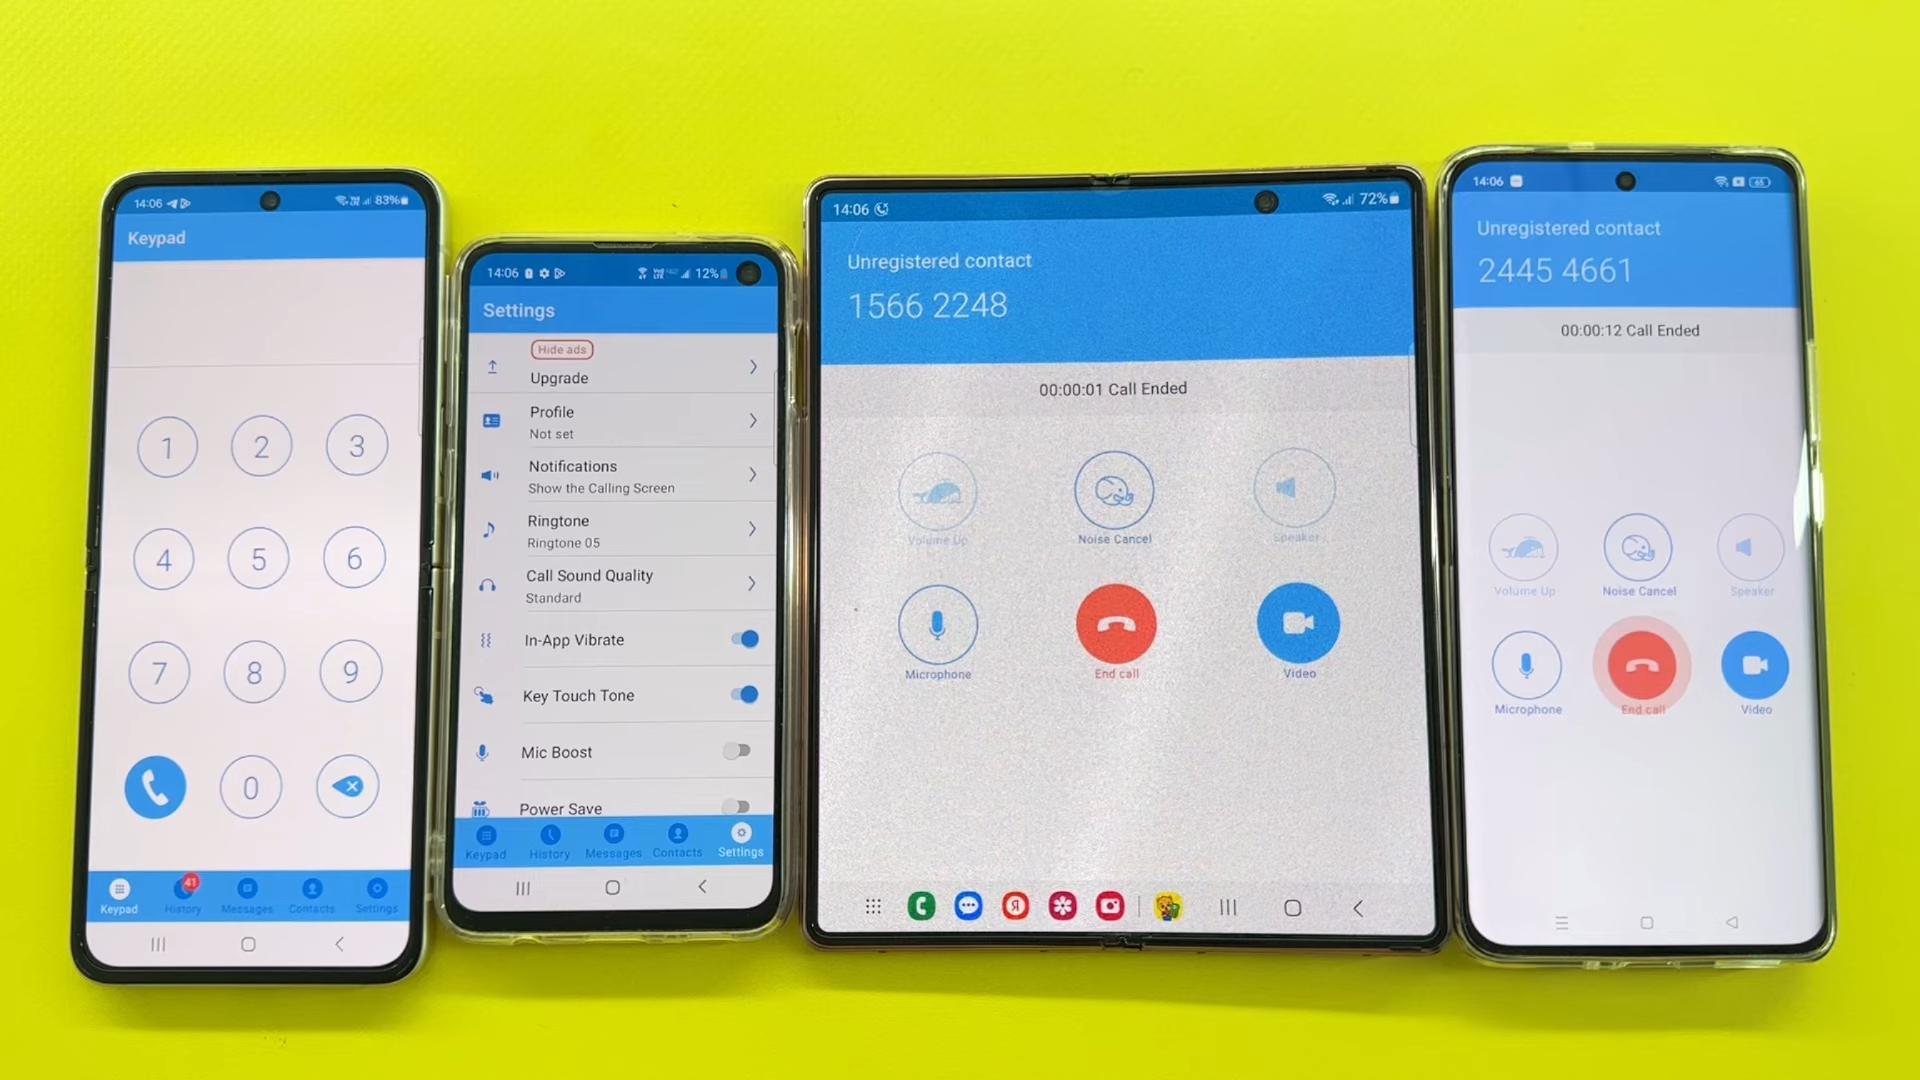 14:06
83%
Keypad
1 2 3
4 5 6
7 8 9
0
41
Keypad History Messages Contacts Settings
14:06
12%
Settings
Hide ads
Upgrade
Profile
Not set
Notifications
Show the Calling Screen
Ringtone
Ringtone 05
Call Sound Quality
Standard
In-App Vibrate
Key Touch Tone
Mic Boost
Power Save
Keypad History Messages Contacts Settings
14:06
72%
Unregistered contact
1566 2248
00:00:01 Call Ended
Volume Up Noise Cancel Speaker
Microphone End call Video
Я
14:06
65
Unregistered contact
2445 4661
00:00:12 Call Ended
Volume Up Noise Cancel Speaker
Microphone End call Video